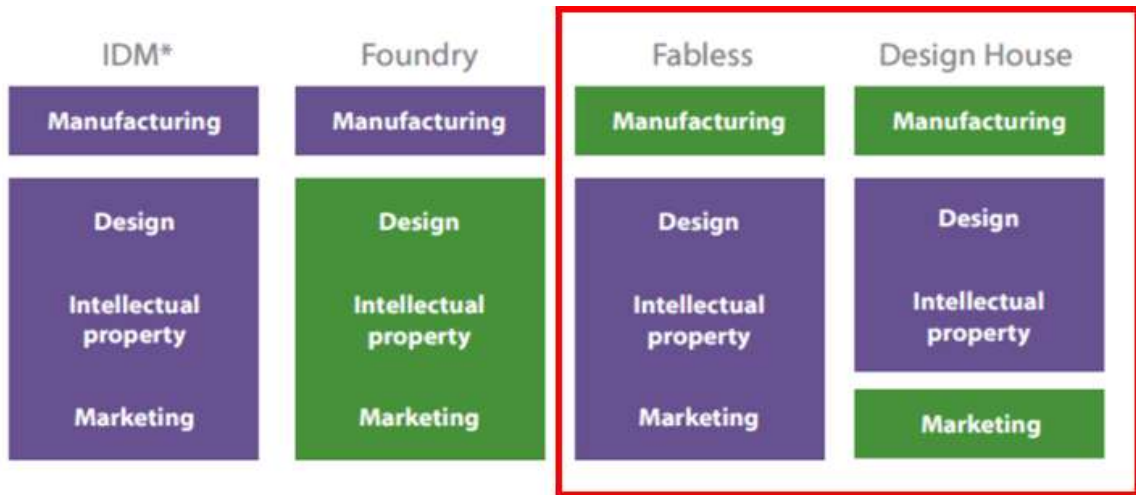 IDM*
Foundry
Fabless
Design House
Manufacturing
Manufacturing
Manufacturing
Manufacturing
Design
Intellectual
property
Marketing
Design
Intellectual
property
Marketing
Design
Intellectual
property
Marketing
Design
Intellectual
property
Marketing